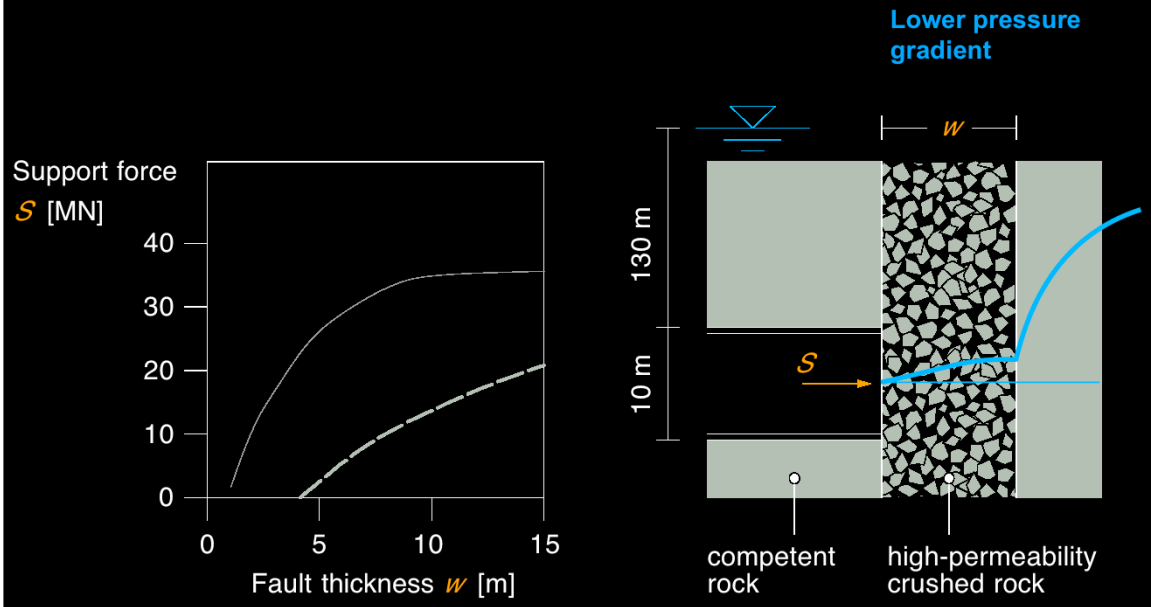 Lower pressure
gradient
Support force
S [MN]
40
30
20
10
0
0 5 10 15
Fault thickness w [m]
w
130 m
10 m
S
competent
rock
high-permeability
crushed rock